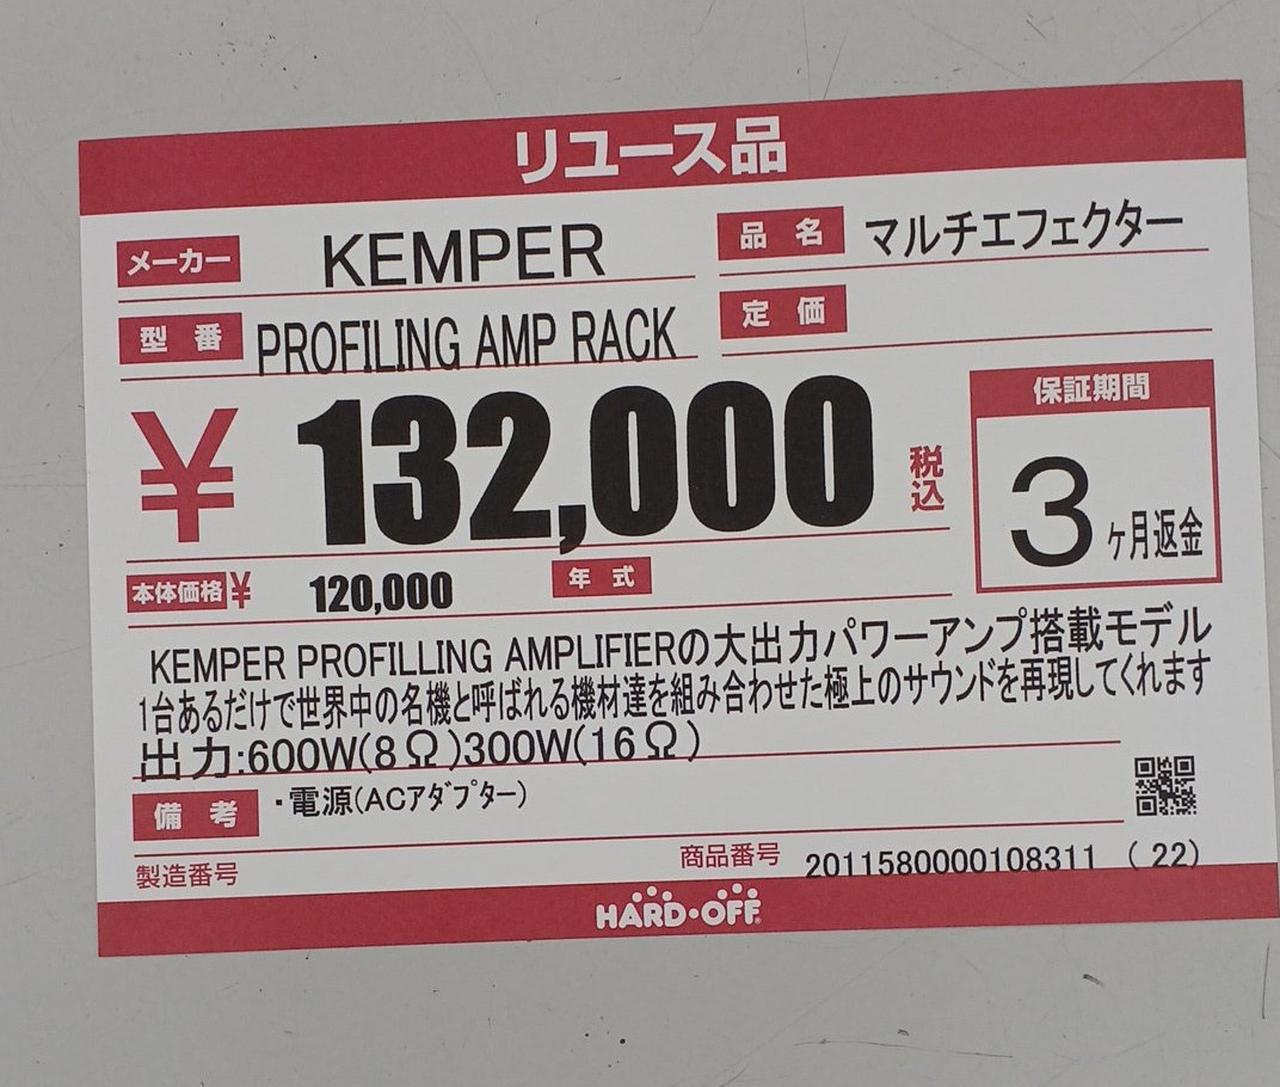 リユース品
メーカー KEMPER 品名 マルチエフェクター
型番 PROFILING AMP RACK 定価
¥132,000 税込 保証期間
3ヶ月返金
本体価格¥ 120,000 年式
KEMPER PROFILLING AMPLIFIERの大出力パワーアンプ搭載モデル
1台あるだけで世界中の名機と呼ばれる機材達を組み合わせた極上のサウンドを再現してくれます
出力:600W(8Ω)300W(16Ω)
備考 ・電源(ACアダプター)
製造番号 商品番号 2011580000108311 (22)
HARD・OFF